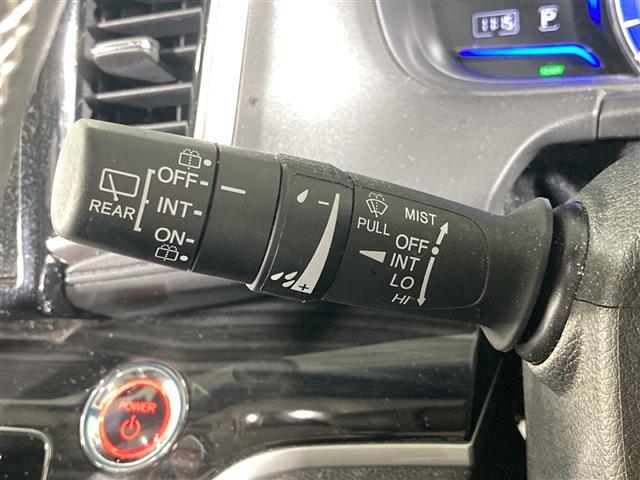 P
REAR
OFF
INT
ON
−
+
PULL
MIST
OFF
INT
LO
HI
POWER